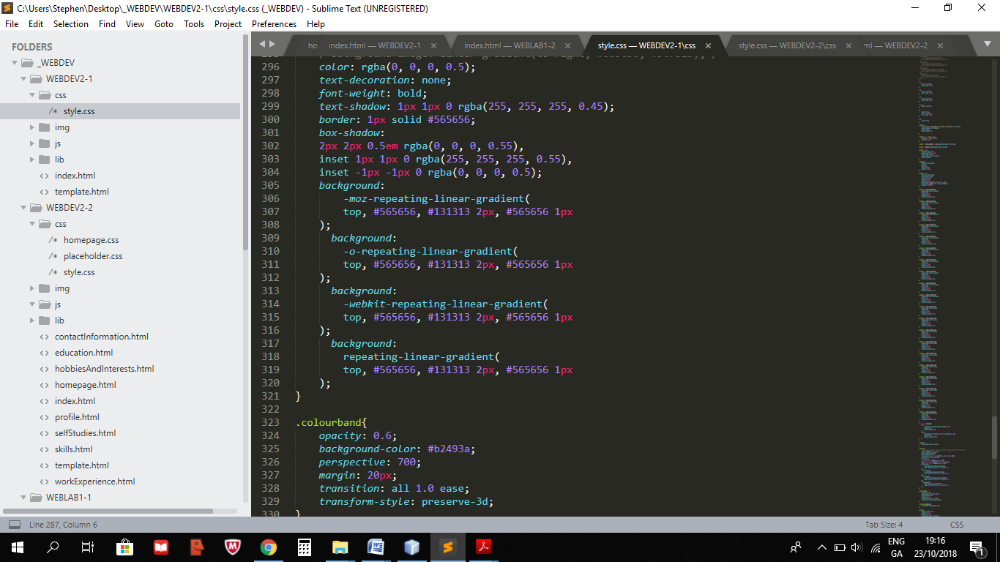 C:\Users\Stephen\Desktop\_WEBDEV\WEBDEV2-1\css\style.css (_WEBDEV) - Sublime Text (UNREGISTERED)
File Edit Selection Find View Goto Tools Project Preferences Help
FOLDERS
_WEBDEV
WEBDEV2-1
css
/* style.css
img
js
lib
<> index.html
<> template.html
WEBDEV2-2
css
/* homepage.css
/* placeholder.css
/* style.css
img
js
lib
<> contactInformation.html
<> education.html
<> hobbiesAndInterests.html
<> homepage.html
<> index.html
<> profile.html
<> selfStudies.html
<> skills.html
<> template.html
<> workExperience.html
WEBLAB1-1
ho index.html — WEBDEV2-1 × index.html — WEBLAB1-2 × style.css — WEBDEV2-1\css × style.css — WEBDEV2-2\css × ml — WEBDEV2-2 ×
296 color: rgba(0, 0, 0, 0.5);
297 text-decoration: none;
298 font-weight: bold;
299 text-shadow: 1px 1px 0 rgba(255, 255, 255, 0.45);
300 border: 1px solid #565656;
301 box-shadow:
302 2px 2px 0.5em rgba(0, 0, 0, 0.55),
303 inset 1px 1px 0 rgba(255, 255, 255, 0.55),
304 inset -1px -1px 0 rgba(0, 0, 0, 0.5);
305 background:
306 -moz-repeating-linear-gradient(
307 top, #565656, #131313 2px, #565656 1px
308 );
309 background:
310 -o-repeating-linear-gradient(
311 top, #565656, #131313 2px, #565656 1px
312 );
313 background:
314 -webkit-repeating-linear-gradient(
315 top, #565656, #131313 2px, #565656 1px
316 );
317 background:
318 repeating-linear-gradient(
319 top, #565656, #131313 2px, #565656 1px
320 );
321 }
322
323 .colourband{
324 opacity: 0.6;
325 background-color: #b2493a;
326 perspective: 700;
327 margin: 20px;
328 transition: all 1.0 ease;
329 transform-style: preserve-3d;
330 }
Line 287, Column 6 Tab Size: 4 CSS
ENG
GA
19:16
23/10/2018
1